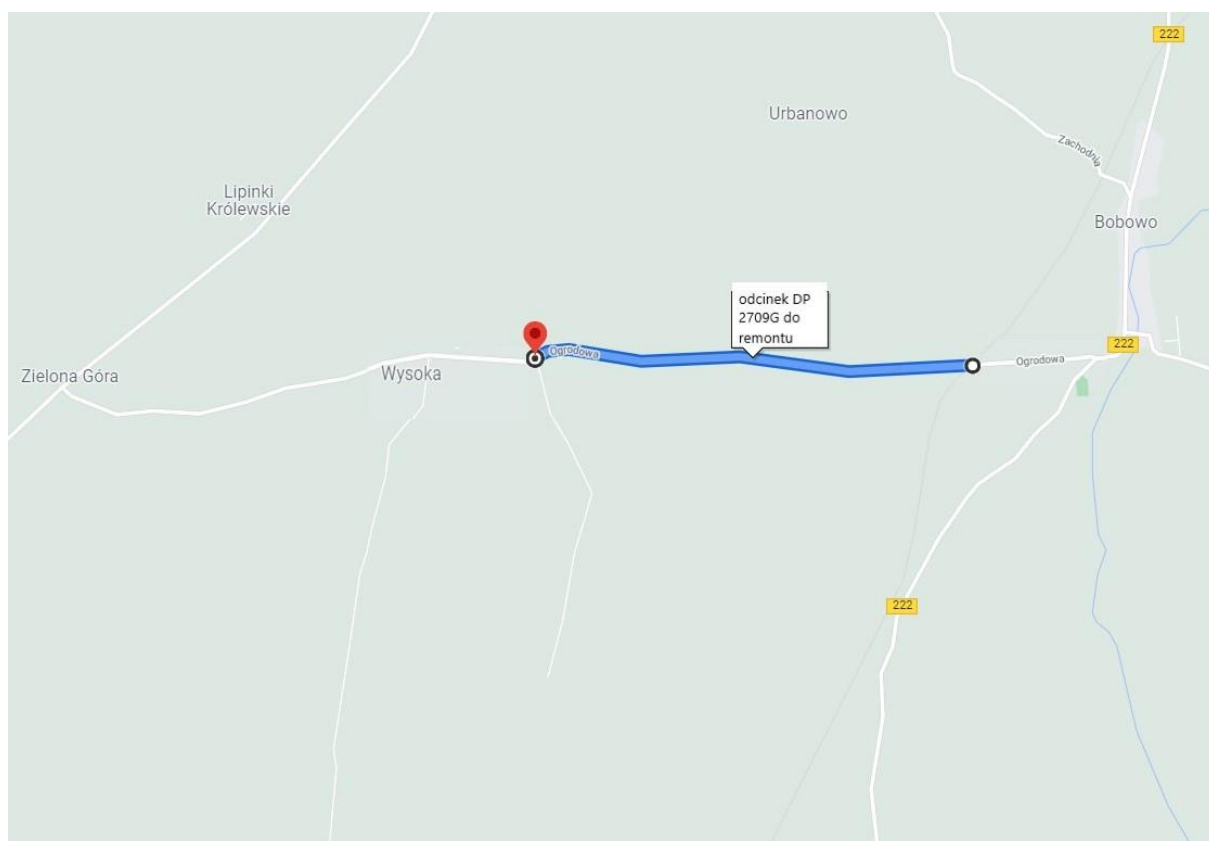 222
Urbanowo
Zachodnia
Lipinki
Królewskie
Bobowo
odcinek DP
2709G do
remontu
Ogrodowa
222
Ogrodowa
Zielona Góra
Wysoka
222